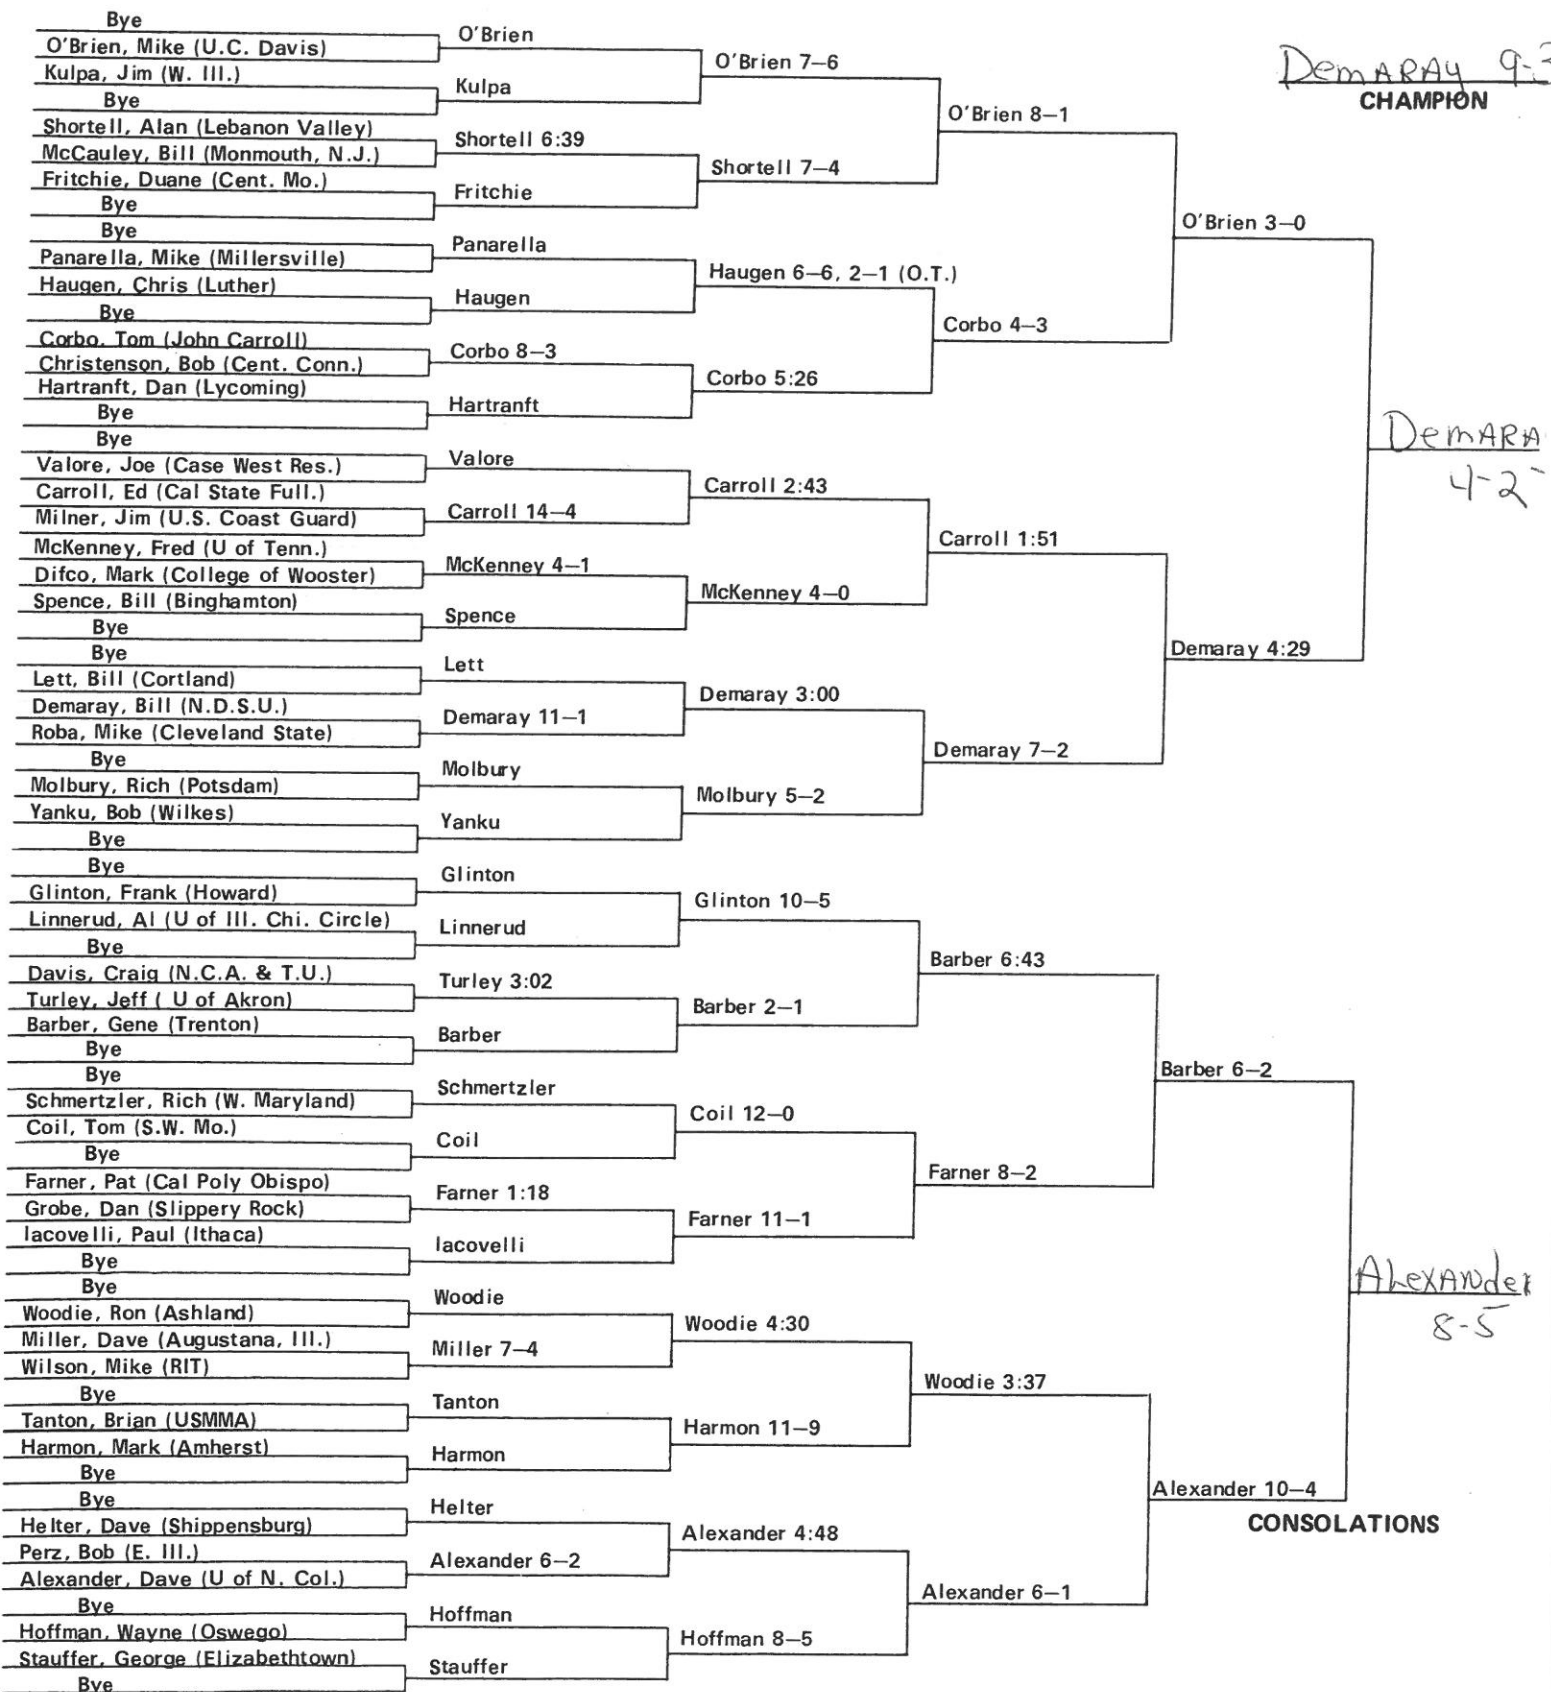 Bye
O'Brien, Mike (U.C. Davis)
Kulpa, Jim (W. Ill.)
Bye
Shortell, Alan (Lebanon Valley)
McCauley, Bill (Monmouth, N.J.)
Fritchie, Duane (Cent. Mo.)
Bye
Bye
Panarella, Mike (Millersville)
Haugen, Chris (Luther)
Bye
Corbo, Tom (John Carroll)
Christenson, Bob (Cent. Conn.)
Hartranft, Dan (Lycoming)
Bye
Bye
Valore, Joe (Case West Res.)
Carroll, Ed (Cal State Full.)
Milner, Jim (U.S. Coast Guard)
McKenney, Fred (U of Tenn.)
Difco, Mark (College of Wooster)
Spence, Bill (Binghamton)
Bye
Bye
Lett, Bill (Cortland)
Demaray, Bill (N.D.S.U.)
Roba, Mike (Cleveland State)
Bye
Molbury, Rich (Potsdam)
Yanku, Bob (Wilkes)
Bye
Bye
Glinton, Frank (Howard)
Linnerud, Al (U of Ill. Chi. Circle)
Bye
Davis, Craig (N.C.A. & T.U.)
Turley, Jeff ( U of Akron)
Barber, Gene (Trenton)
Bye
Bye
Schmertzler, Rich (W. Maryland)
Coil, Tom (S.W. Mo.)
Bye
Farner, Pat (Cal Poly Obispo)
Grobe, Dan (Slippery Rock)
Iacovelli, Paul (Ithaca)
Bye
Bye
Woodie, Ron (Ashland)
Miller, Dave (Augustana, Ill.)
Wilson, Mike (RIT)
Bye
Tanton, Brian (USMMA)
Harmon, Mark (Amherst)
Bye
Bye
Helter, Dave (Shippensburg)
Perz, Bob (E. Ill.)
Alexander, Dave (U of N. Col.)
Bye
Hoffman, Wayne (Oswego)
Stauffer, George (Elizabethtown)
Bye
O'Brien
Kulpa
Shortell 6:39
Fritchie
Panarella
Haugen
Corbo 8–3
Hartranft
Valore
Carroll 14–4
McKenney 4–1
Spence
Lett
Demaray 11–1
Molbury
Yanku
Glinton
Linnerud
Turley 3:02
Barber
Schmertzler
Coil
Farner 1:18
Iacovelli
Woodie
Miller 7–4
Tanton
Harmon
Helter
Alexander 6–2
Hoffman
Stauffer
O'Brien 7–6
Shortell 7–4
Haugen 6–6, 2–1 (O.T.)
Corbo 5:26
Carroll 2:43
McKenney 4–0
Demaray 3:00
Molbury 5–2
Glinton 10–5
Barber 2–1
Coil 12–0
Farner 11–1
Woodie 4:30
Harmon 11–9
Alexander 4:48
Hoffman 8–5
O'Brien 8–1
Corbo 4–3
Carroll 1:51
Demaray 7–2
Barber 6:43
Farner 8–2
Woodie 3:37
Alexander 6–1
O'Brien 3–0
Demaray 4:29
Barber 6–2
Alexander 10–4
DemARA
4-2
ALexANder
8-5
DemARAy 9-3
CHAMPION
CONSOLATIONS